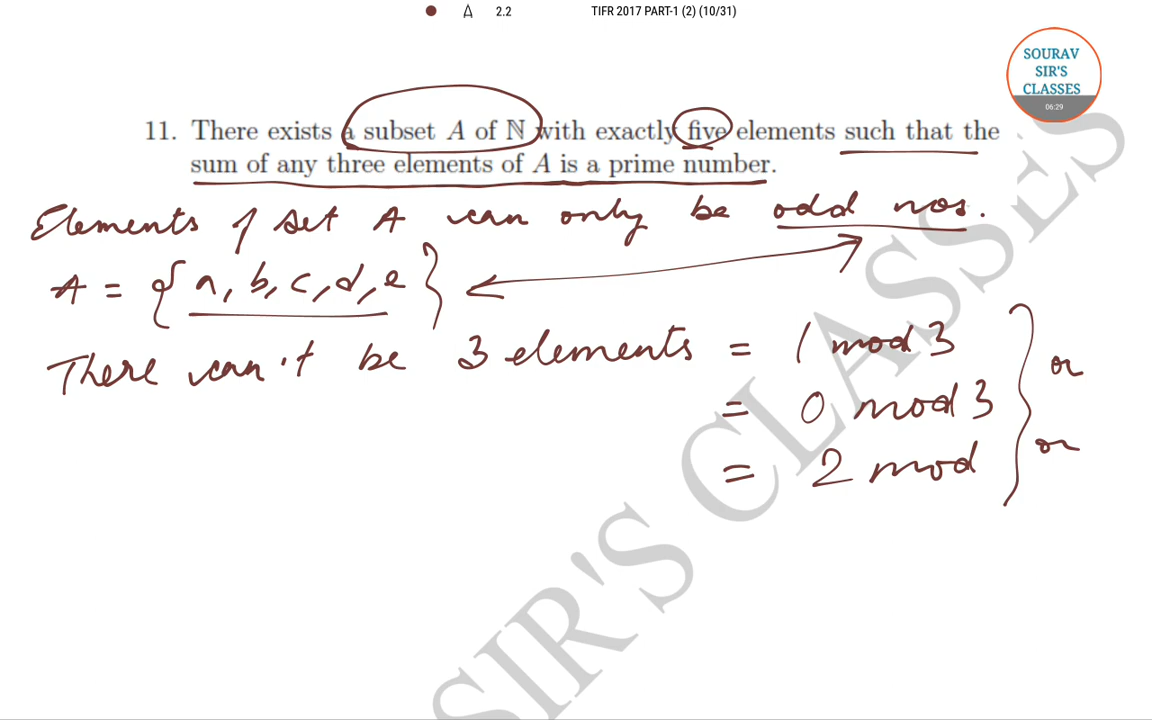 2.2 TIFR 2017 PART-1 (2) (10/31)
SOURAV
SIR'S
CLASSES
06:29
11. There exists a subset A of ℕ with exactly five elements such that the
sum of any three elements of A is a prime number.
Elements of set A can only be odd nos.
A = { a, b, c, d, e }
There can't be 3 elements = 1 mod 3
or
= 0 mod 3
or
= 2 mod
SIR'S CLASSES